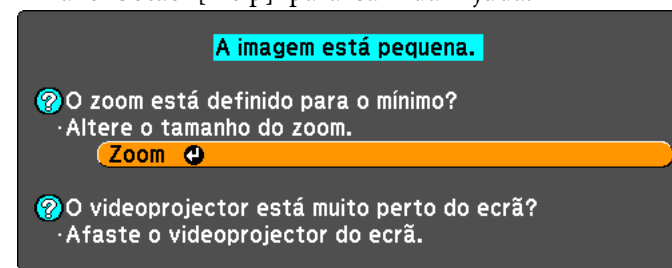 A imagem está pequena.
O zoom está definido para o mínimo?
·Altere o tamanho do zoom.
Zoom
O videoprojector está muito perto do ecrã?
·Afaste o videoprojector do ecrã.